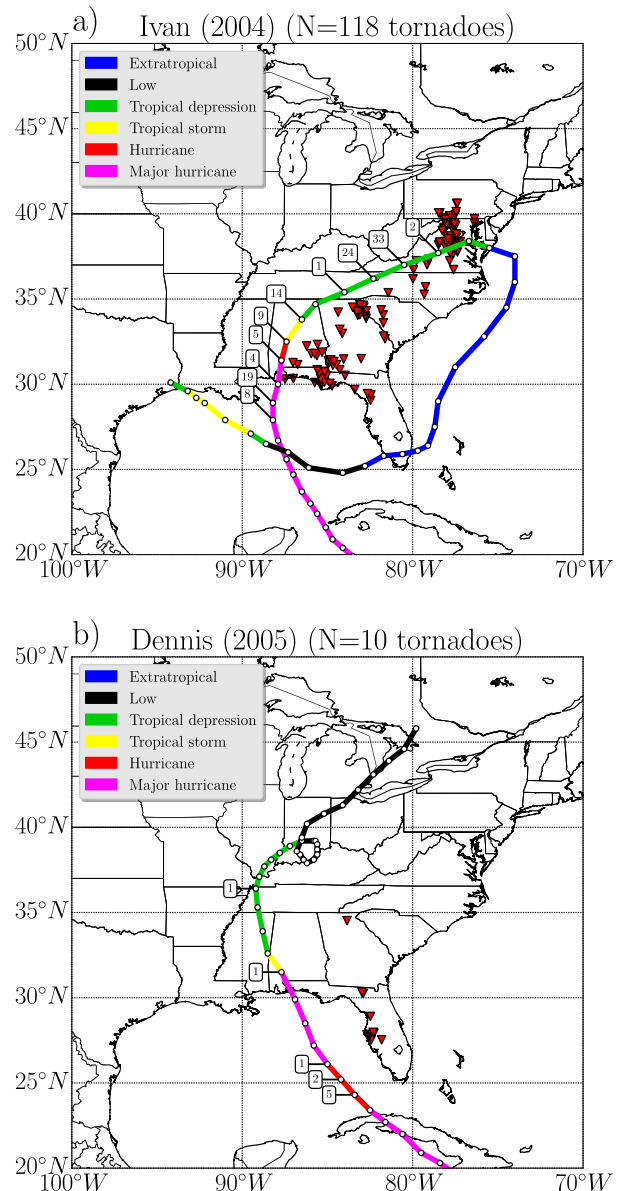 a) Ivan (2004) (N=118 tornadoes)
50°N
Extratropical
Low
Tropical depression
45°N
Tropical storm
Hurricane
Major hurricane
40°N
2
33
24
1
35°N
14
9
5
4
30°N
19
8
25°N
20°N
100°W 90°W 80°W 70°W
b) Dennis (2005) (N=10 tornadoes)
50°N
Extratropical
Low
Tropical depression
45°N
Tropical storm
Hurricane
Major hurricane
40°N
1
35°N
1
30°N
1
2
25°N
5
20°N
100°W 90°W 80°W 70°W